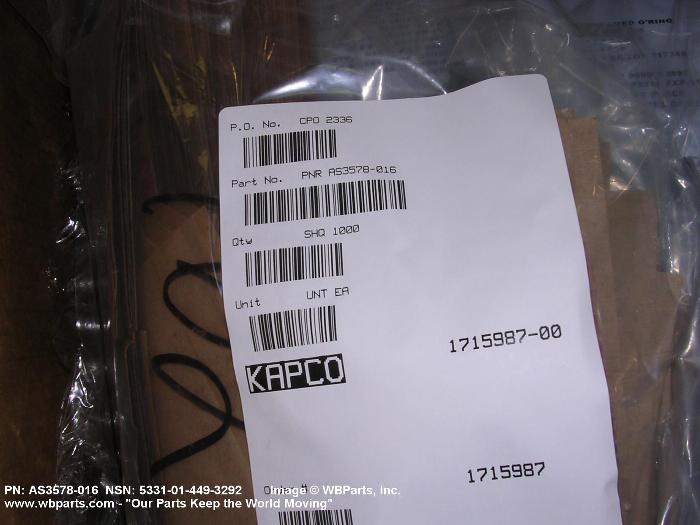 P.O. No. CPO 2336
Part No. PNR AS3578-016
Qty SHQ 1000
Unit UNT EA
1715987-00
KAPCO
1715987
O'RING
PN: AS3578-016 NSN: 5331-01-449-3292 Image © WBParts, Inc.
www.wbparts.com - "Our Parts Keep the World Moving"